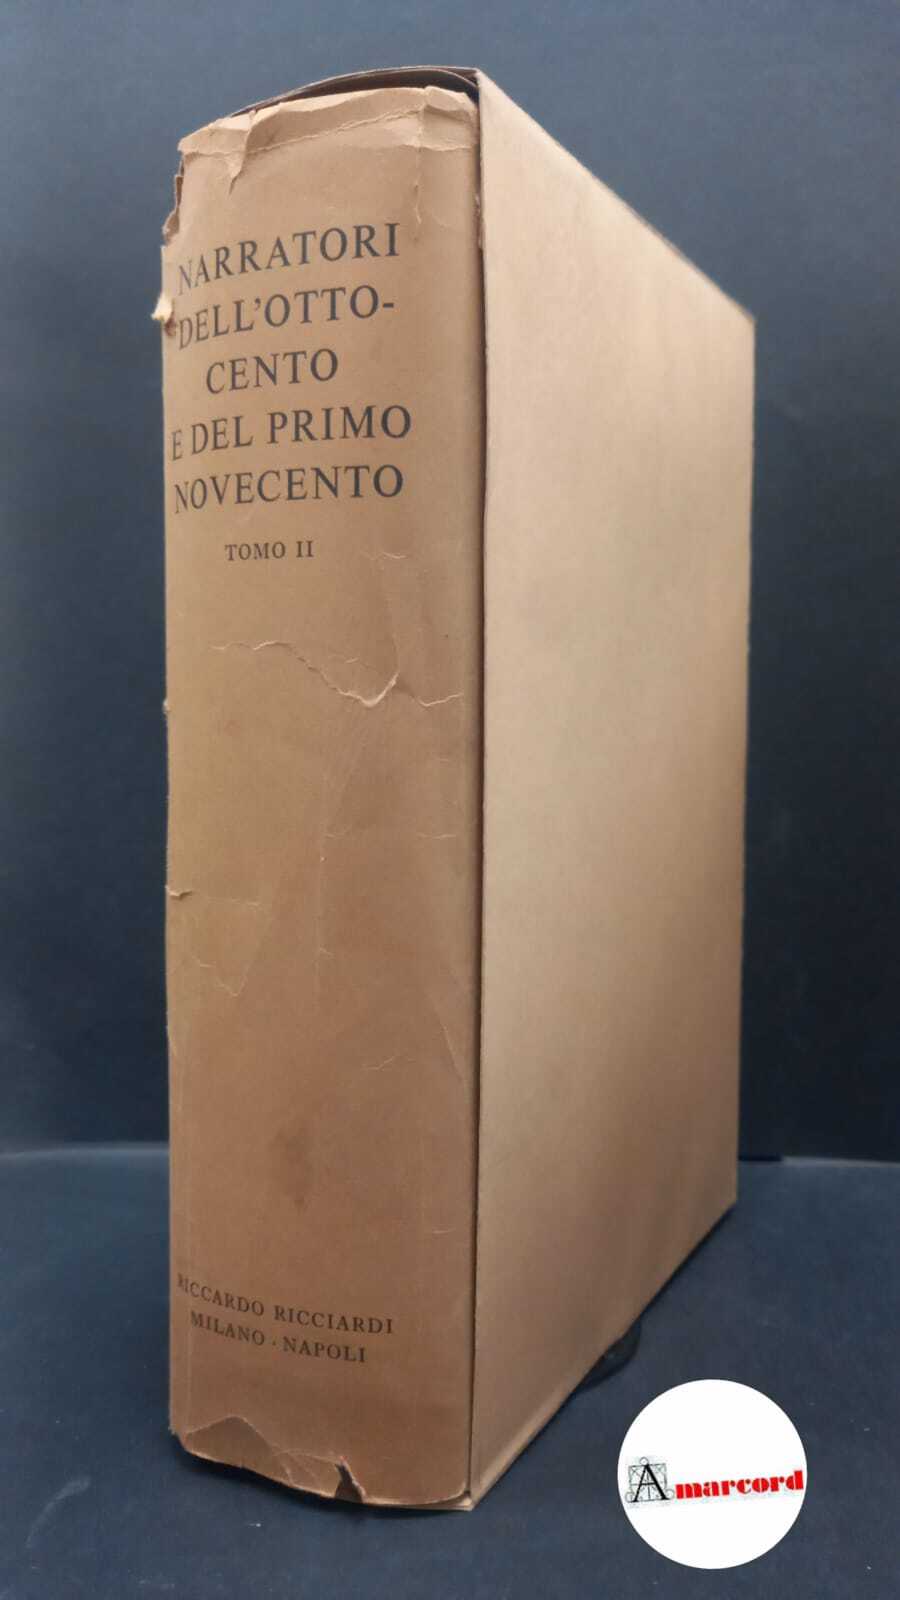 NARRATORI
DELL'OTTO-
CENTO
E DEL PRIMO
NOVECENTO
TOMO II
RICCARDO RICCIARDI
MILANO · NAPOLI
Amarcord